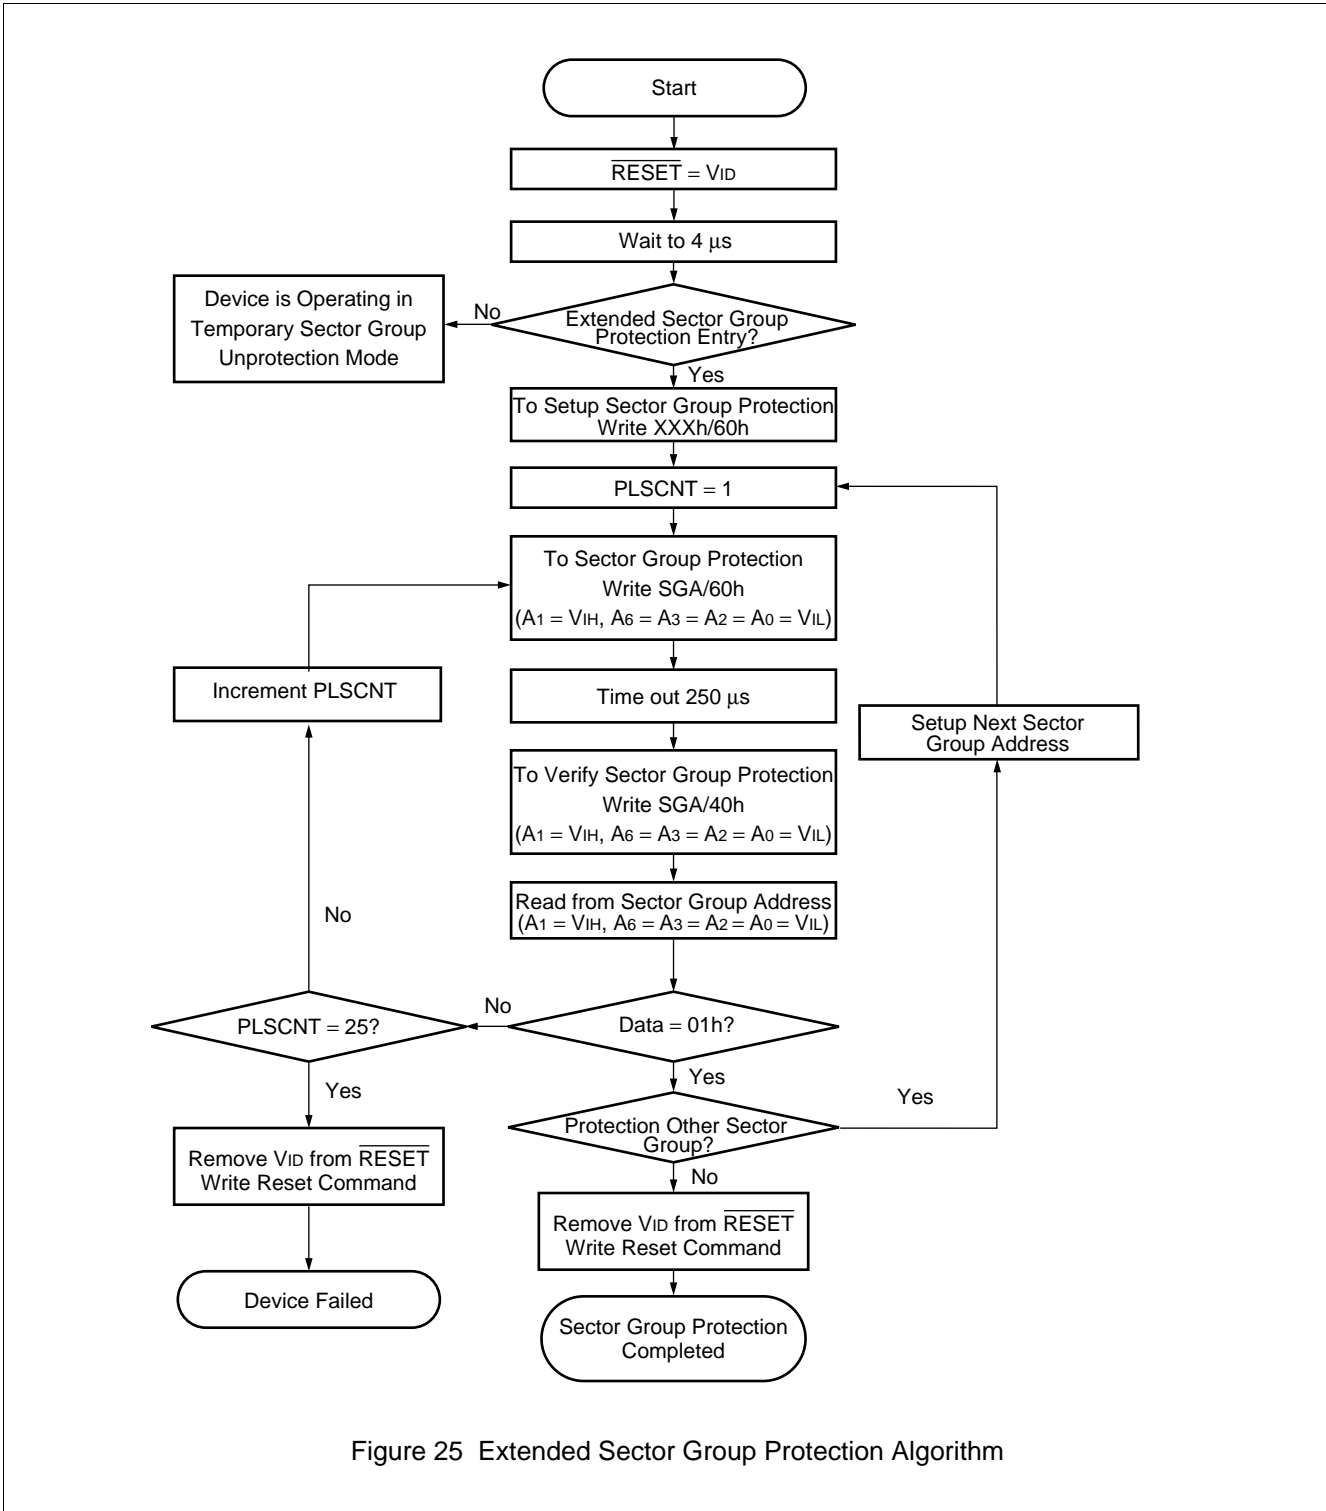 Start
RESET = VID
Wait to 4 μs
Device is Operating in
Temporary Sector Group
Unprotection Mode
No
Extended Sector Group
Protection Entry?
Yes
To Setup Sector Group Protection
Write XXXh/60h
PLSCNT = 1
To Sector Group Protection
Write SGA/60h
(A1 = VIH, A6 = A3 = A2 = A0 = VIL)
Increment PLSCNT
Time out 250 μs
Setup Next Sector
Group Address
To Verify Sector Group Protection
Write SGA/40h
(A1 = VIH, A6 = A3 = A2 = A0 = VIL)
Read from Sector Group Address
(A1 = VIH, A6 = A3 = A2 = A0 = VIL)
No
PLSCNT = 25?
No
Data = 01h?
Yes
Yes
Yes
Protection Other Sector
Group?
Remove VID from RESET
Write Reset Command
No
Remove VID from RESET
Write Reset Command
Device Failed
Sector Group Protection
Completed
Figure 25 Extended Sector Group Protection Algorithm